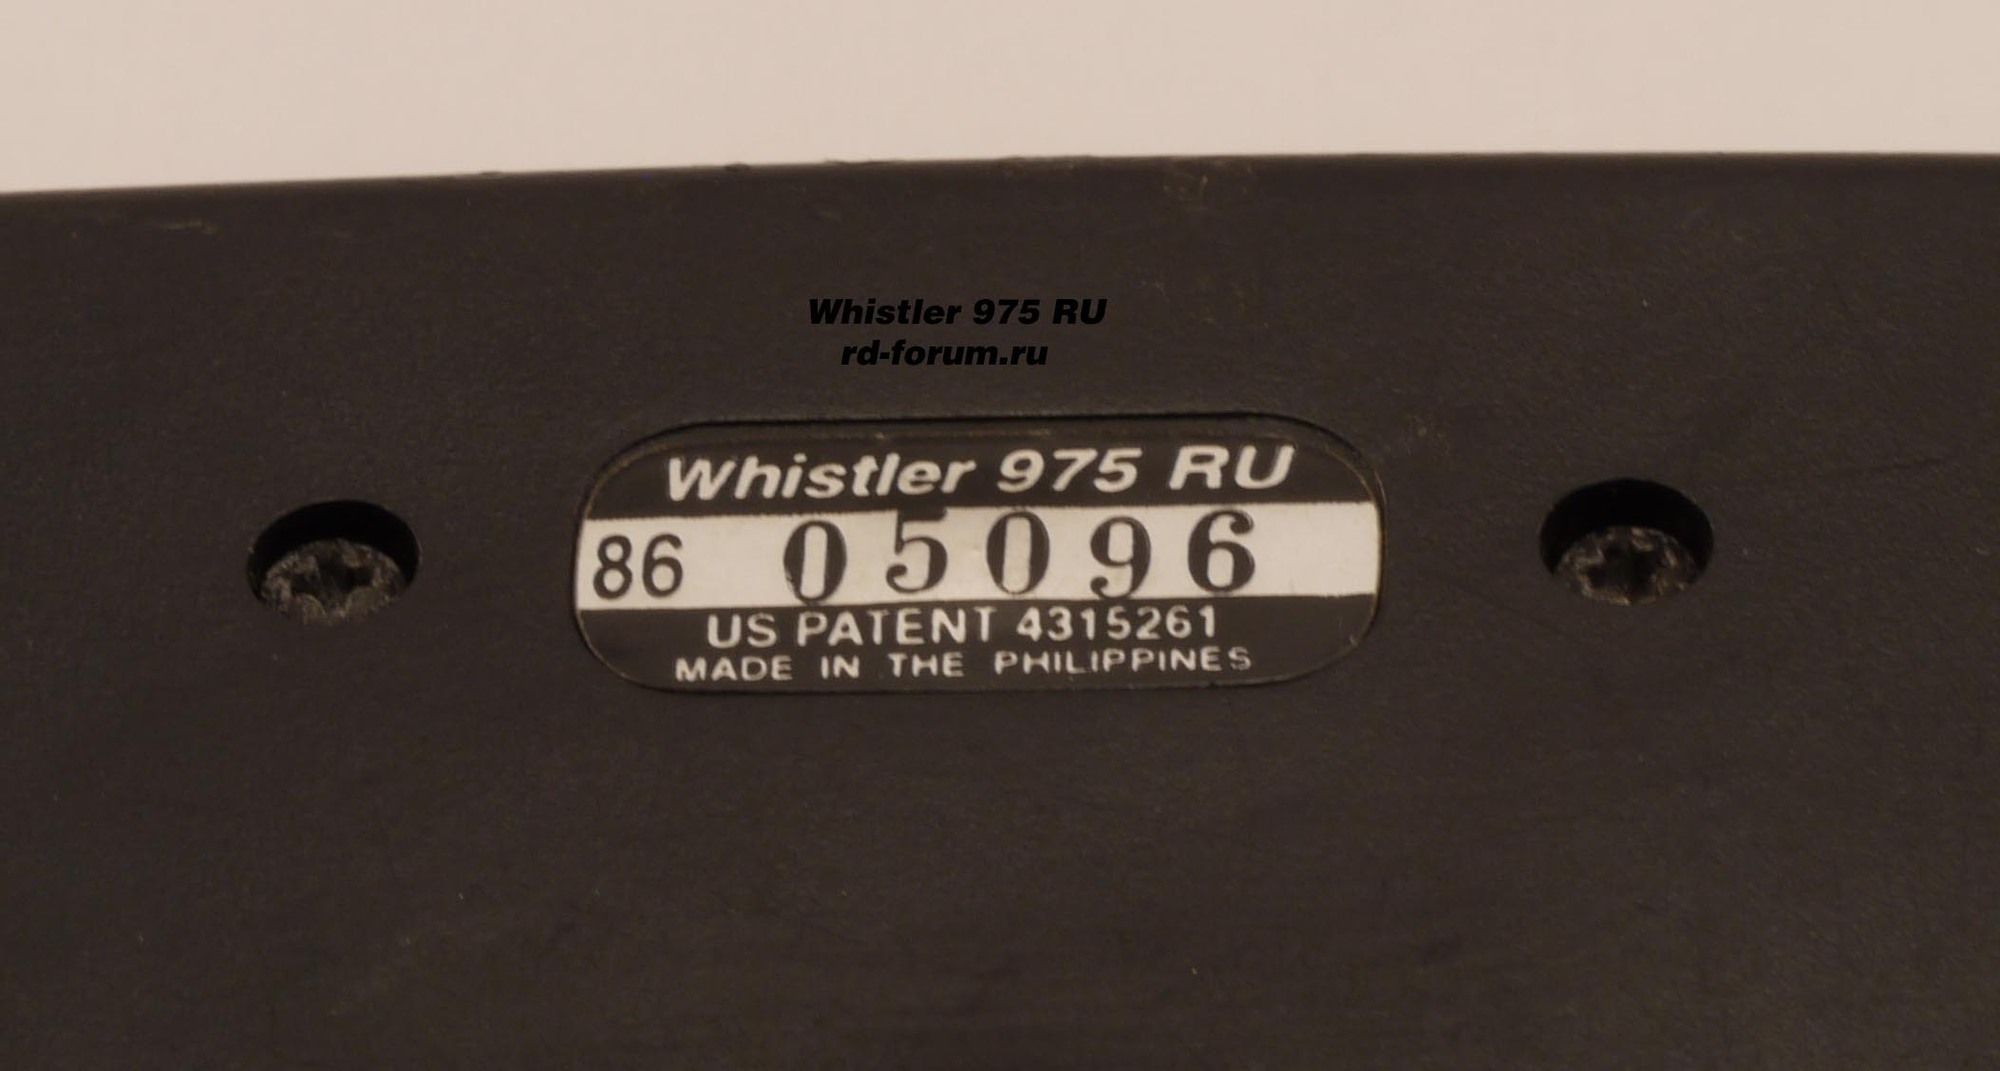 Whistler 975 RU
rd-forum.ru
Whistler 975 RU
86 05096
US PATENT 4315261
MADE IN THE PHILIPPINES